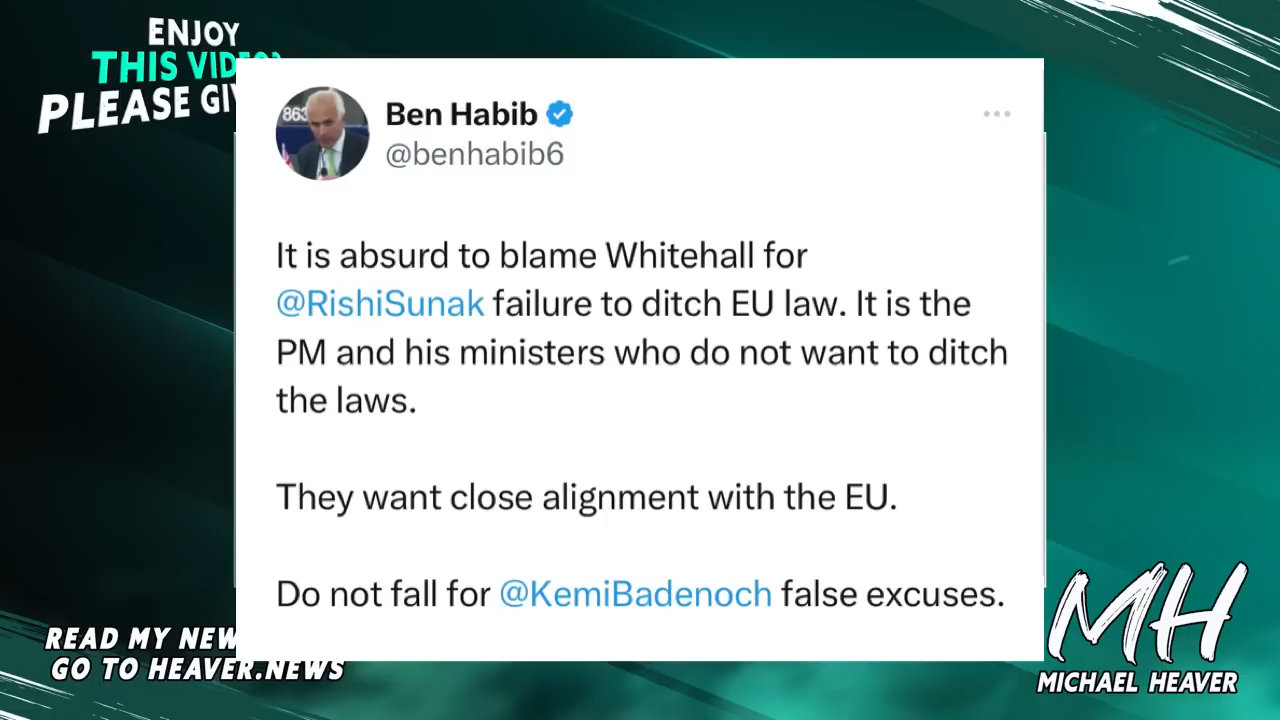 ENJOY
THIS
PLEASE
863
Ben Habib
@benhabib6
It is absurd to blame Whitehall for
@RishiSunak failure to ditch EU law. It is the
PM and his ministers who do not want to ditch
the laws.
They want close alignment with the EU.
Do not fall for @KemiBadenoch false excuses.
READ MY
GO TO HEAVER.NEWS
MH
MICHAEL HEAVER